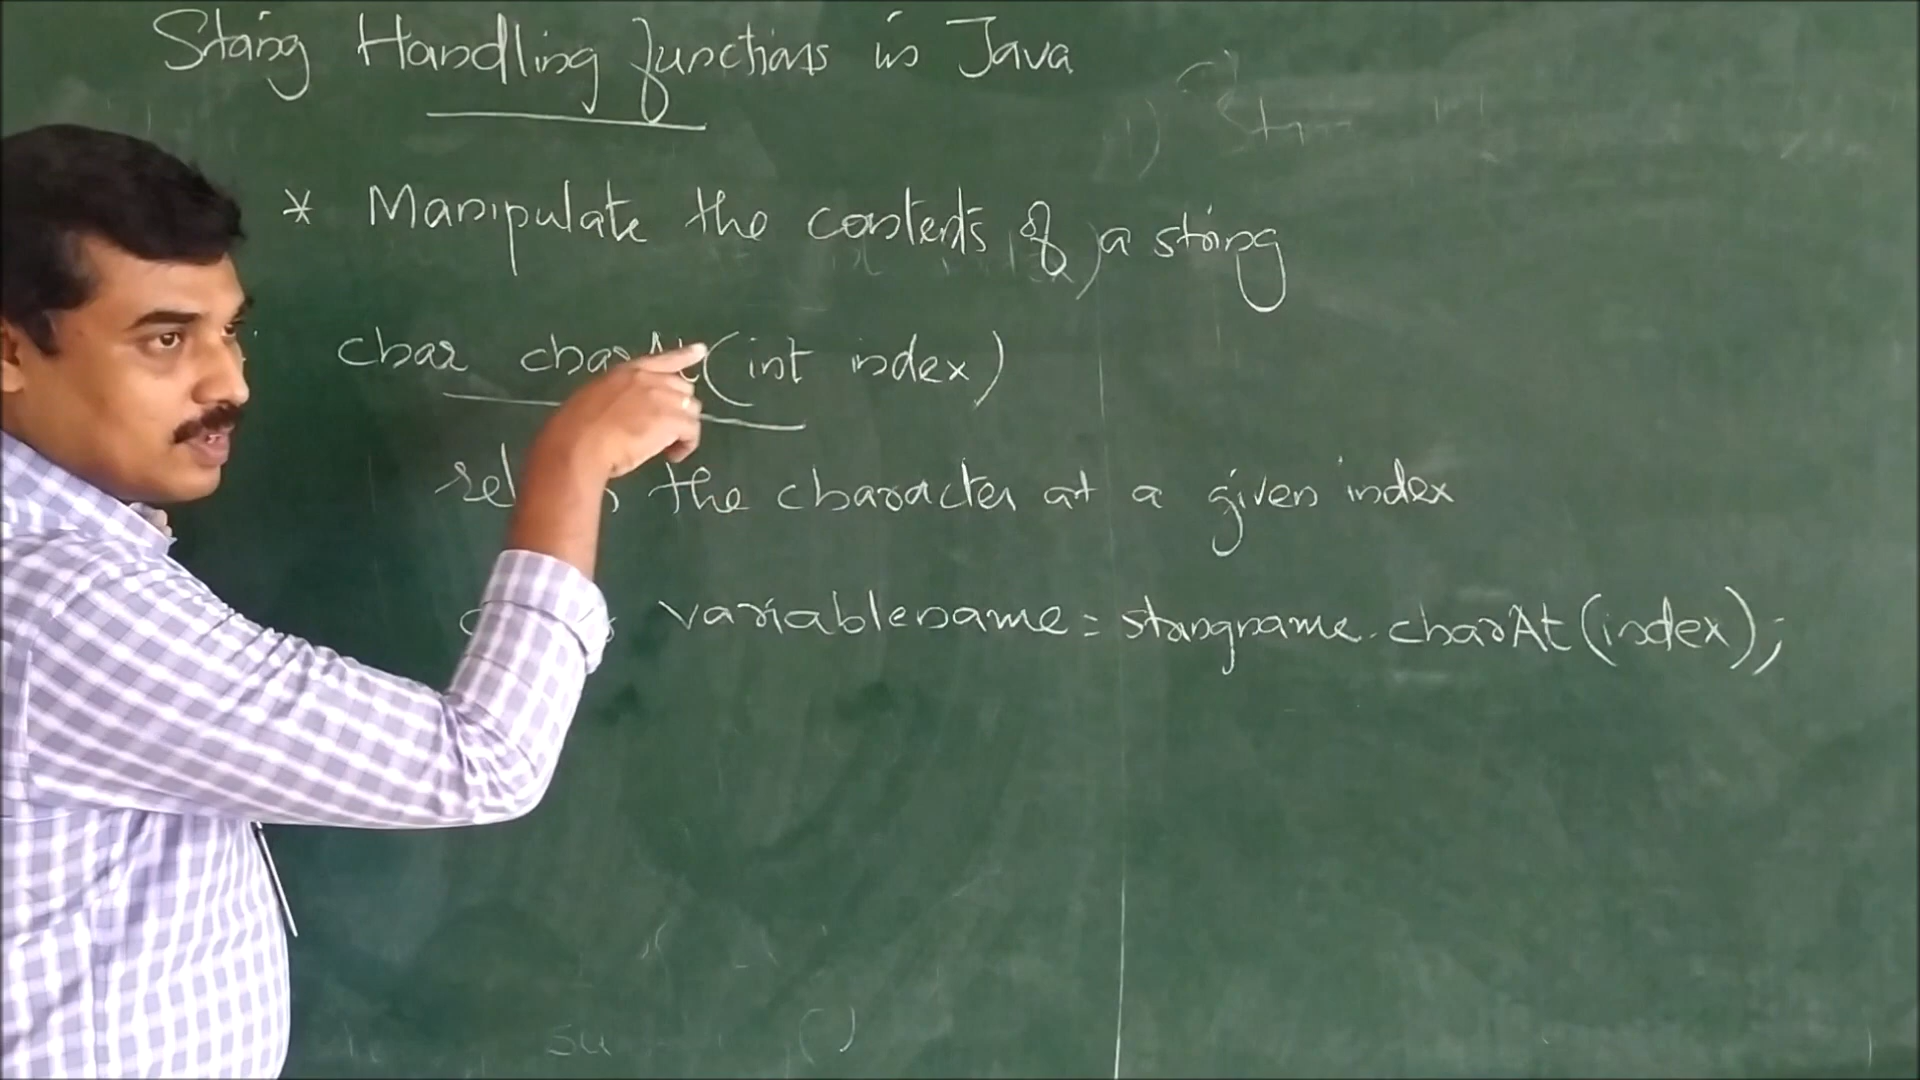 String Handling functions in Java
* Manipulate the contents of a string
char charAt(int index)
the character at a given index
variablename = stringname.charAt(index);